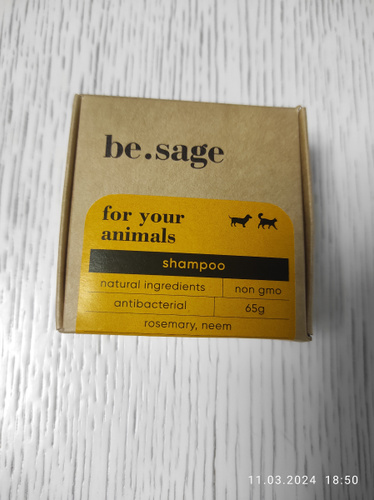 be.sage
for your
animals
shampoo
natural ingredients non gmo
antibacterial 65g
rosemary, neem
11.03.2024 18:50